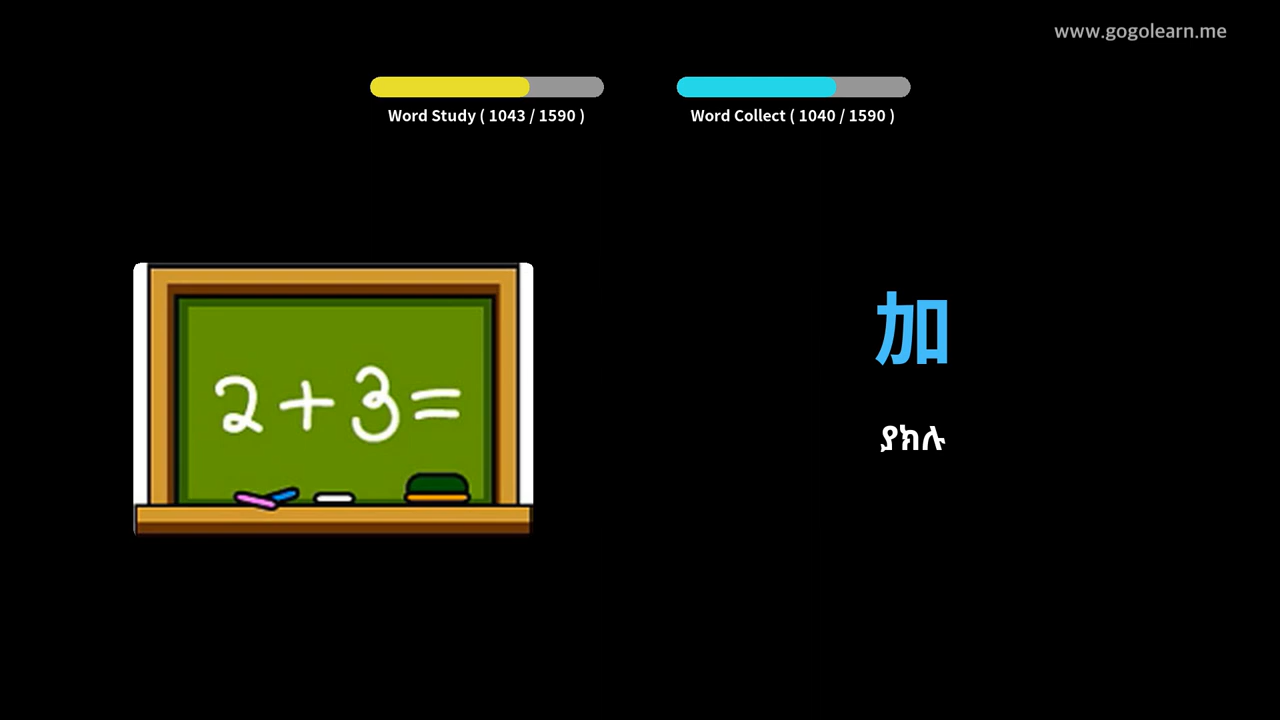 www.gogolearn.me
Word Study ( 1043 / 1590 )
Word Collect ( 1040 / 1590 )
2+3=
加
ያክሉ